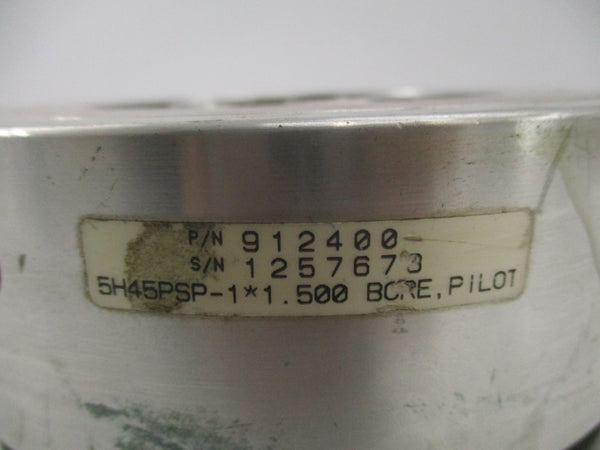 P/N 912400
S/N 1257673
5H45PSP-1*1.500 BORE, PILOT